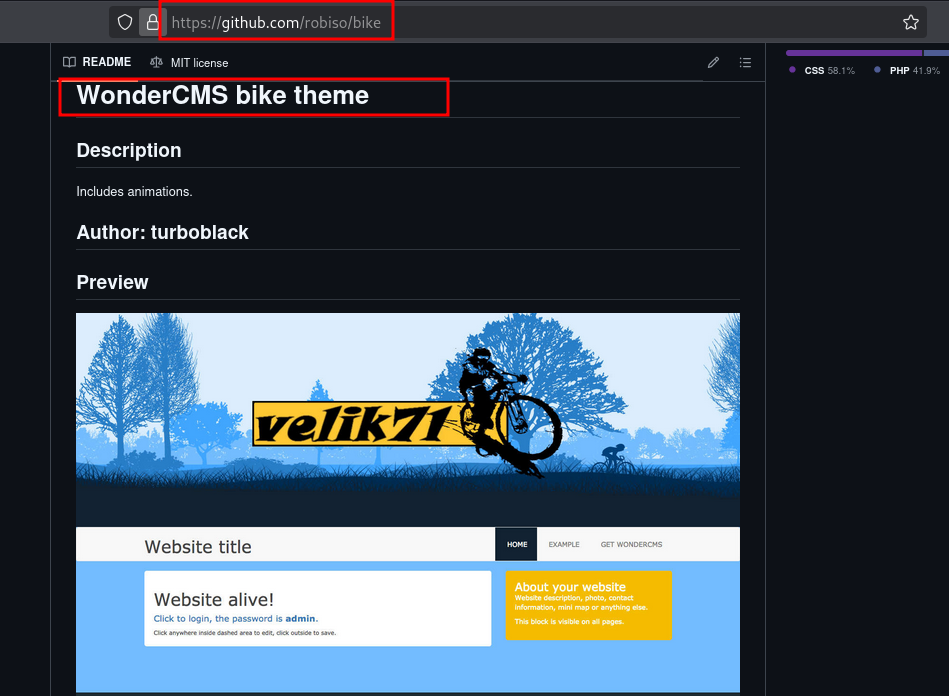 https://github.com/robiso/bike
README
MIT license
CSS 58.1%
PHP 41.9%
WonderCMS bike theme
Description
Includes animations.
Author: turboblack
Preview
velik71
Website title
HOME
EXAMPLE
GET WONDERCMS
Website alive!
Click to login, the password is admin.
Click anywhere inside dashed area to edit, click outside to save.
About your website
Website description, photo, contact
information, mini map or anything else.
This block is visible on all pages.